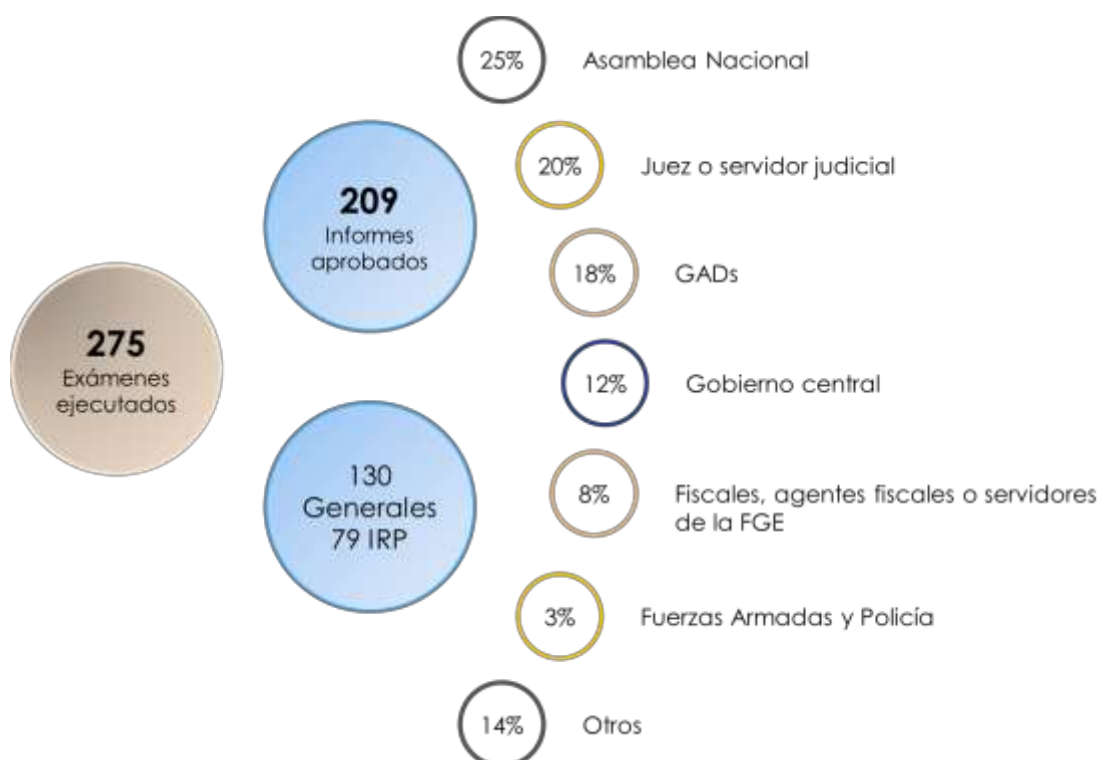 275
Exámenes
ejecutados
209
Informes
aprobados
130
Generales
79 IRP
25%
Asamblea Nacional
20%
Juez o servidor judicial
18%
GADs
12%
Gobierno central
8%
Fiscales, agentes fiscales o servidores
de la FGE
3%
Fuerzas Armadas y Policía
14%
Otros